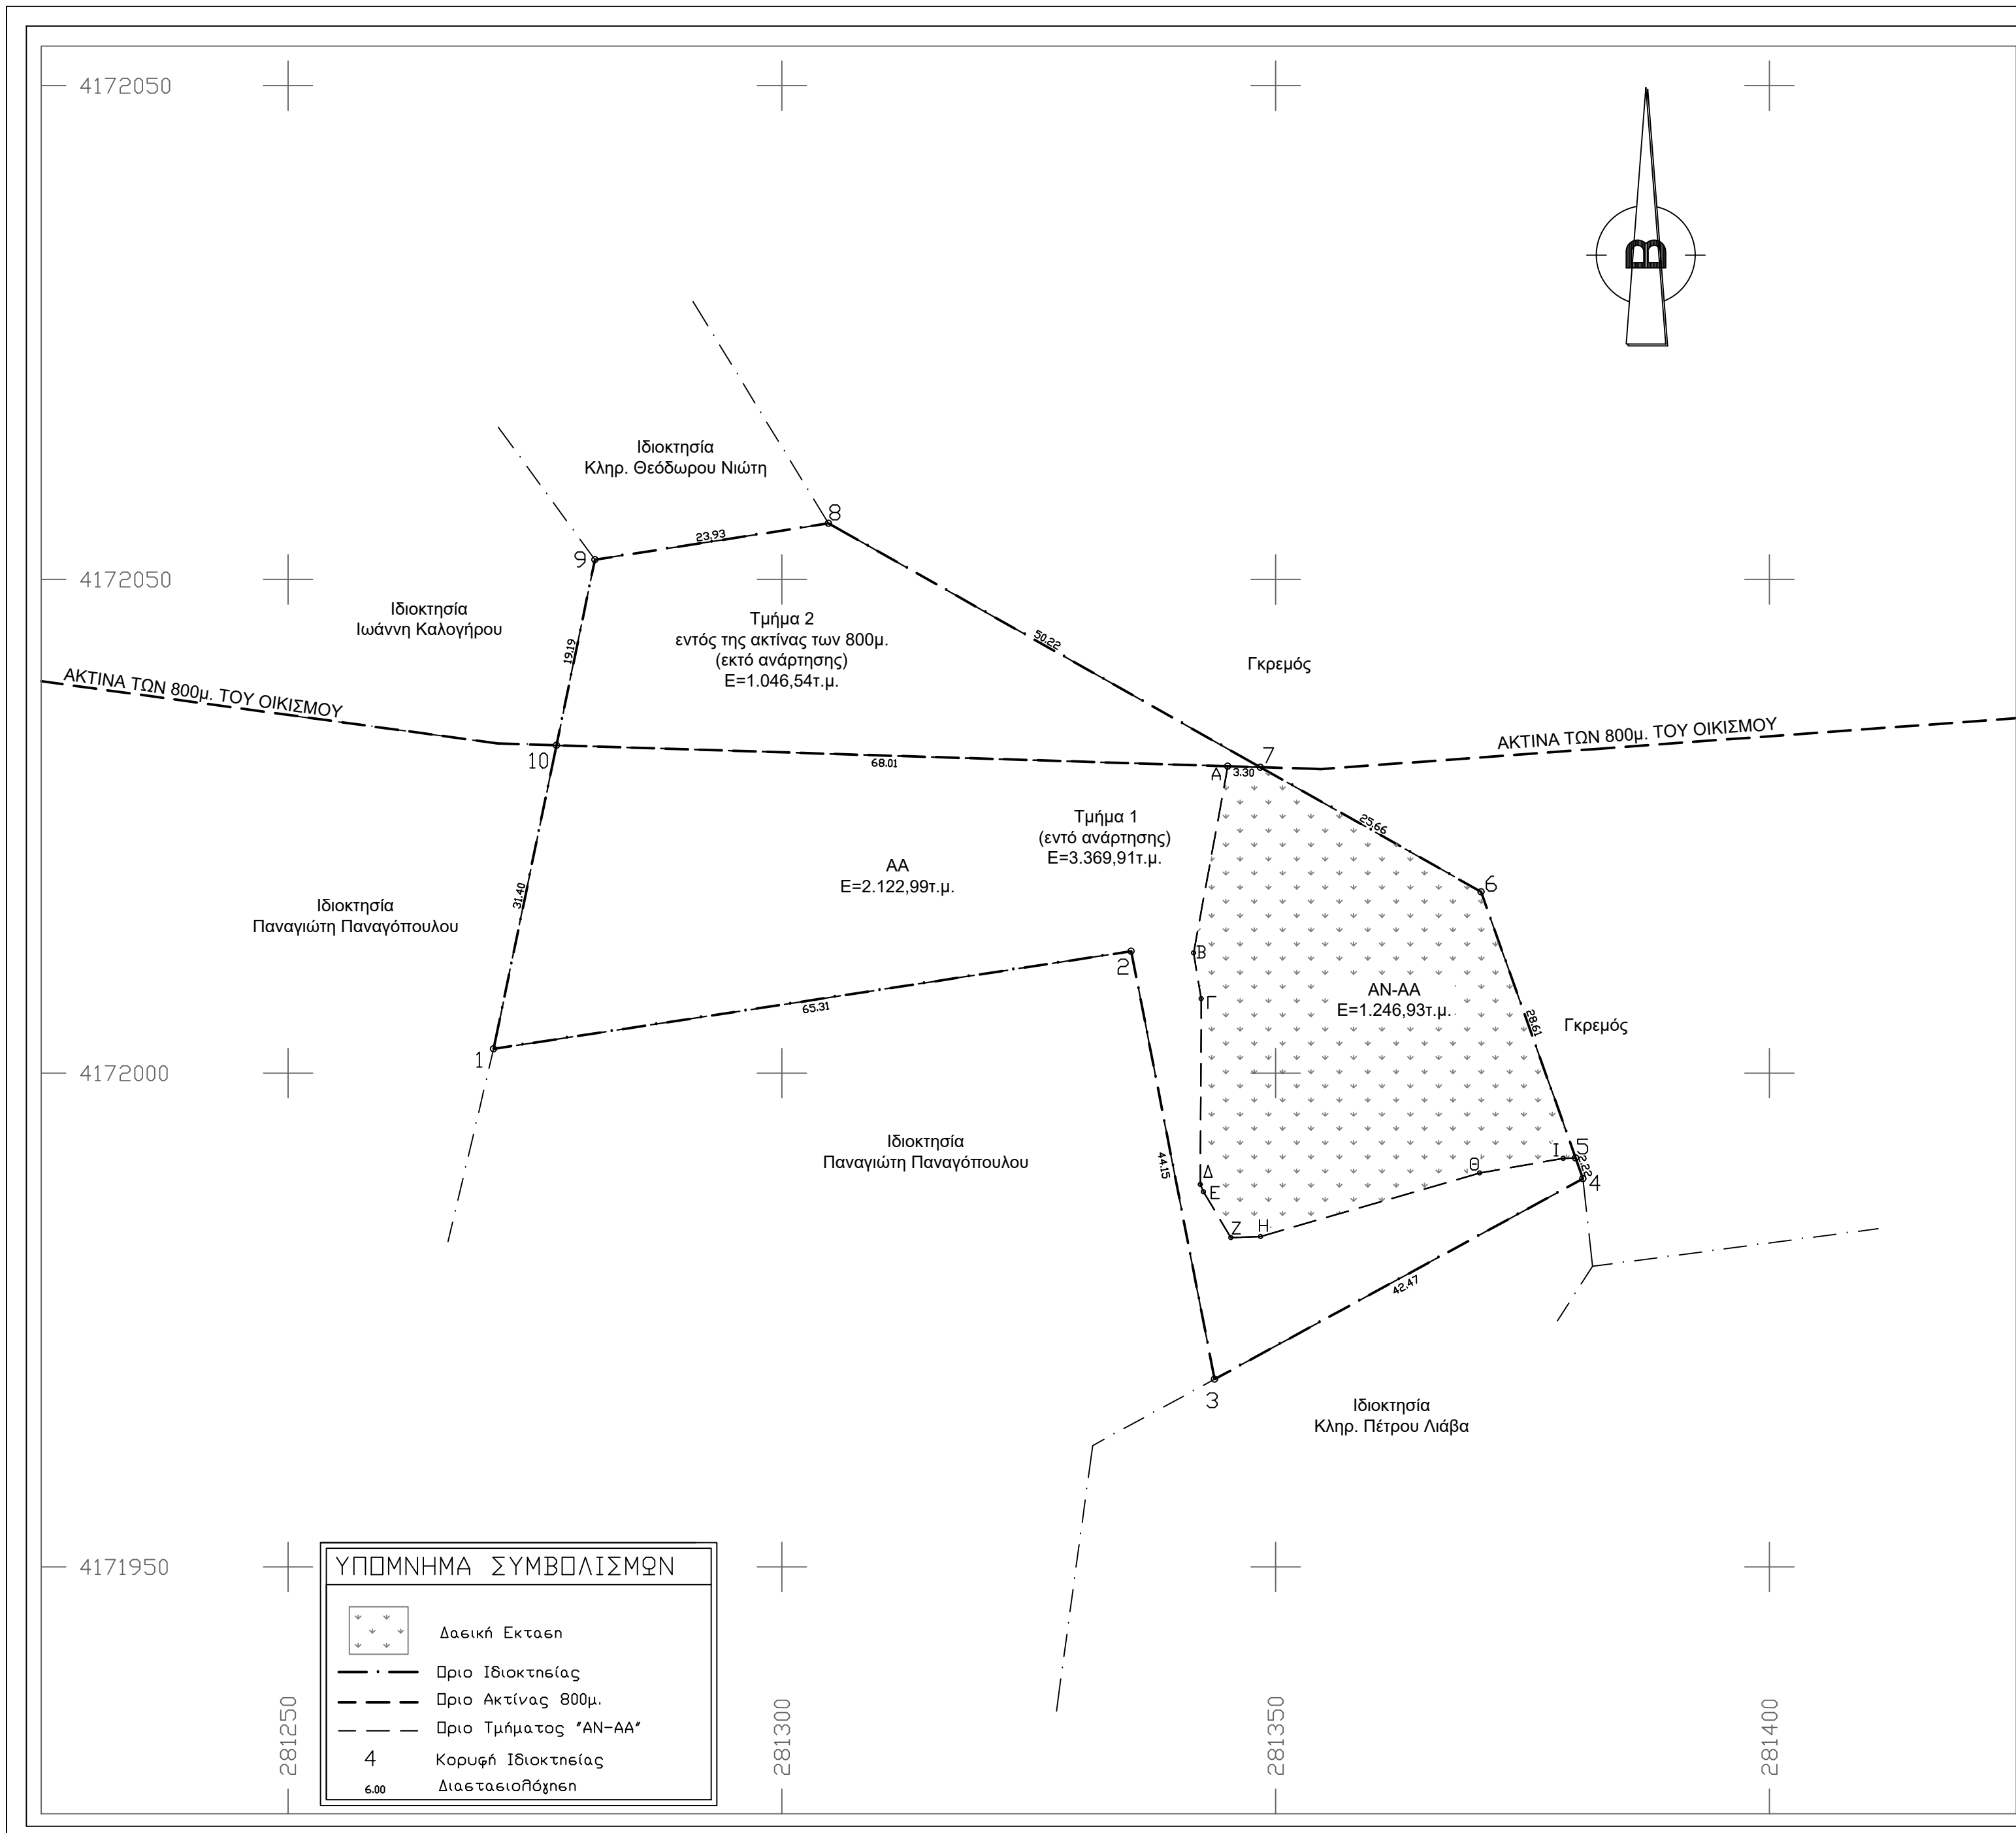 4172050
Β
Ιδιοκτησία
Κληρ. Θεόδωρου Νιώτη
8
23,93
9
4172050
Ιδιοκτησία
Ιωάννη Καλογήρου
Τμήμα 2
εντός της ακτίνας των 800μ.
(εκτό ανάρτησης)
Ε=1.046,54τ.μ.
19.19
50.22
Γκρεμός
ΑΚΤΙΝΑ ΤΩΝ 800μ. ΤΟΥ ΟΙΚΙΣΜΟΥ
ΑΚΤΙΝΑ ΤΩΝ 800μ. ΤΟΥ ΟΙΚΙΣΜΟΥ
10
68.01
Α
3.30
7
Τμήμα 1
(εντό ανάρτησης)
Ε=3.369,91τ.μ.
25.66
ΑΑ
Ε=2.122,99τ.μ.
6
31.40
Ιδιοκτησία
Παναγιώτη Παναγόπουλου
2
Β
Γ
ΑΝ-ΑΑ
Ε=1.246,93τ.μ.
65.31
28.61
Γκρεμός
1
4172000
Ιδιοκτησία
Παναγιώτη Παναγόπουλου
44.15
Δ
Ε
Ζ
Η
Θ
Ι
5
2.22
4
42.47
3
Ιδιοκτησία
Κληρ. Πέτρου Λιάβα
4171950
ΥΠΟΜΝΗΜΑ ΣΥΜΒΟΛΙΣΜΩΝ
Δασική Εκταση
Οριο Ιδιοκτησίας
Οριο Ακτίνας 800μ.
Οριο Τμήματος "ΑΝ-ΑΑ"
4 Κορυφή Ιδιοκτησίας
6.00 Διαστασιολόγηση
281250
281300
281350
281400